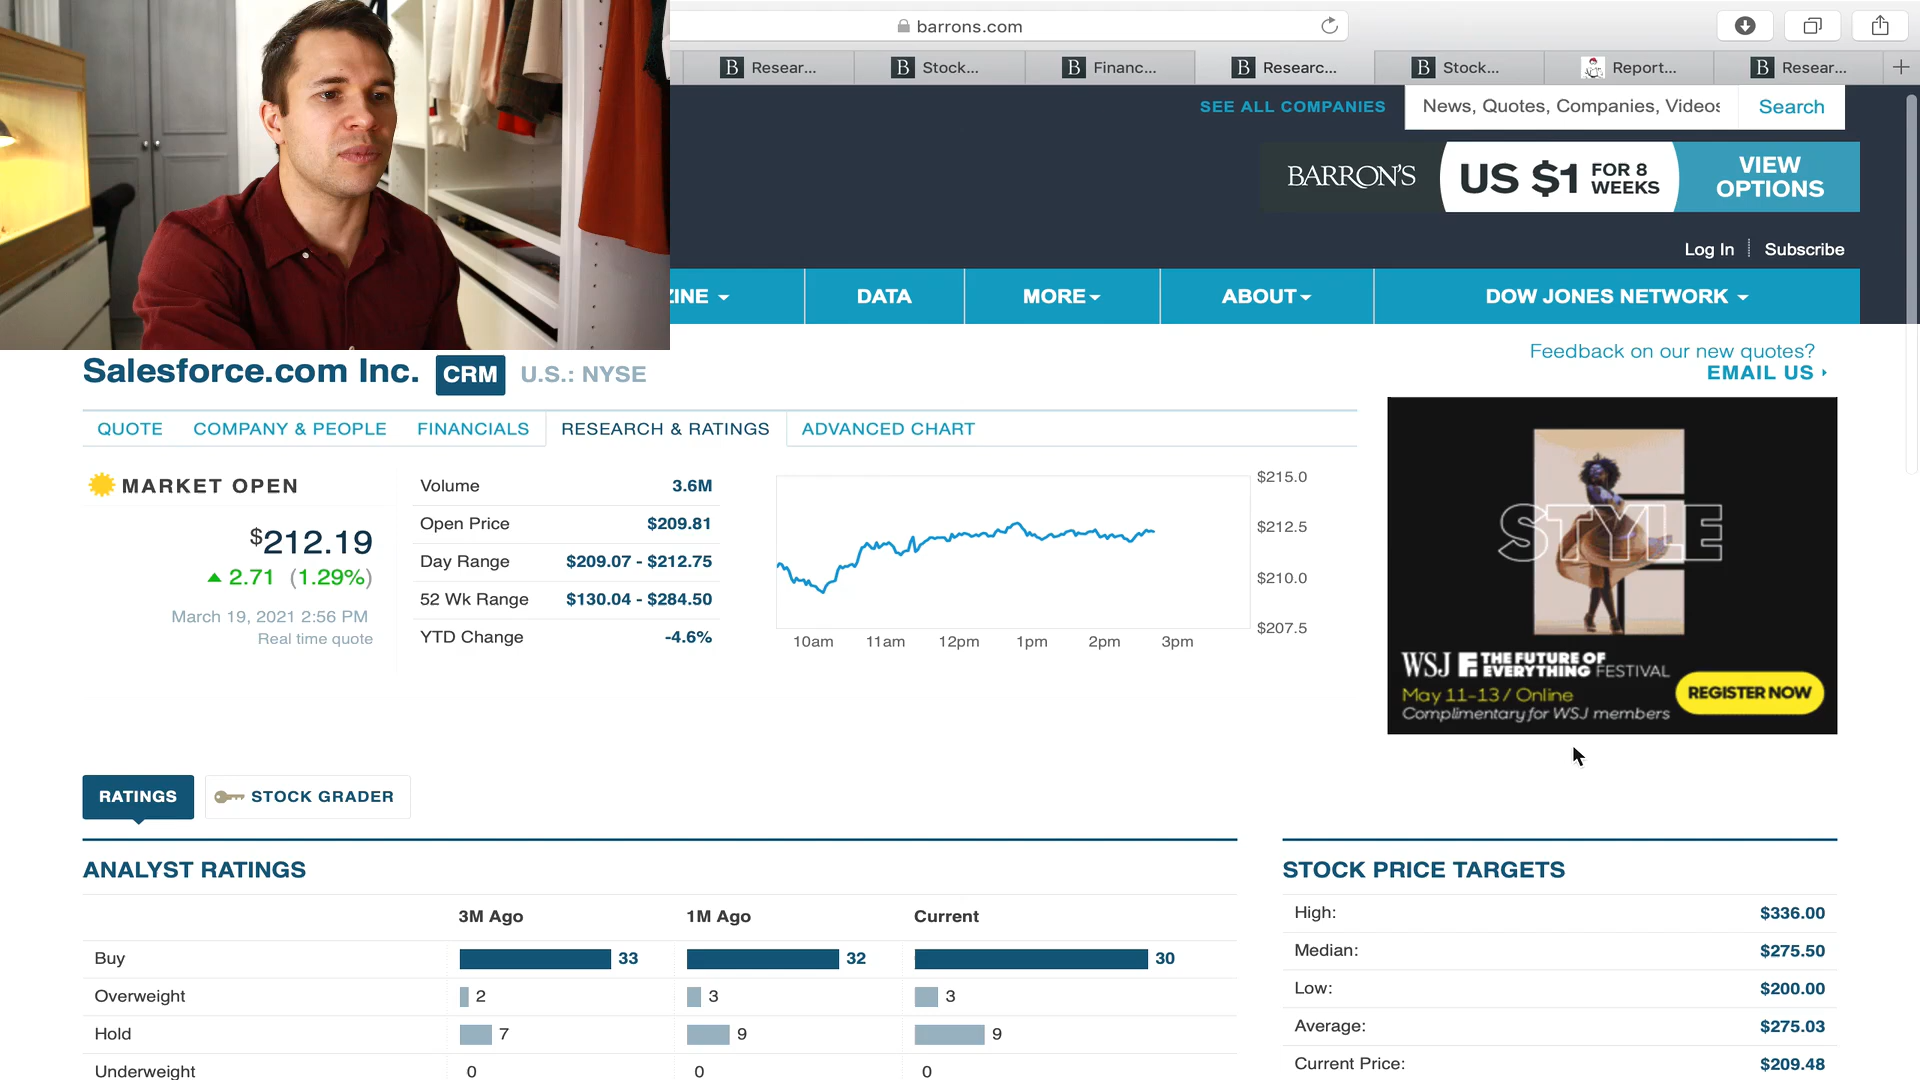 barrons.com
B Resear...
B Stock...
B Financ...
B Researc...
B Stock...
Report...
B Resear...
SEE ALL COMPANIES
News, Quotes, Companies, Videos
Search
BARRON'S
US $1 FOR 8 WEEKS
VIEW OPTIONS
Log In
Subscribe
ZINE
DATA
MORE
ABOUT
DOW JONES NETWORK
Salesforce.com Inc. CRM U.S.: NYSE
Feedback on our new quotes?
EMAIL US
QUOTE
COMPANY & PEOPLE
FINANCIALS
RESEARCH & RATINGS
ADVANCED CHART
MARKET OPEN
$212.19
2.71 (1.29%)
March 19, 2021 2:56 PM
Real time quote
Volume 3.6M
Open Price $209.81
Day Range $209.07 - $212.75
52 Wk Range $130.04 - $284.50
YTD Change -4.6%
$215.0
$212.5
$210.0
$207.5
10am 11am 12pm 1pm 2pm 3pm
STYLE
WSJ THE FUTURE OF EVERYTHING FESTIVAL
May 11-13 / Online
Complimentary for WSJ members
REGISTER NOW
RATINGS
STOCK GRADER
ANALYST RATINGS
3M Ago 1M Ago Current
Buy 33 32 30
Overweight 2 3 3
Hold 7 9 9
Underweight 0 0 0
STOCK PRICE TARGETS
High: $336.00
Median: $275.50
Low: $200.00
Average: $275.03
Current Price: $209.48